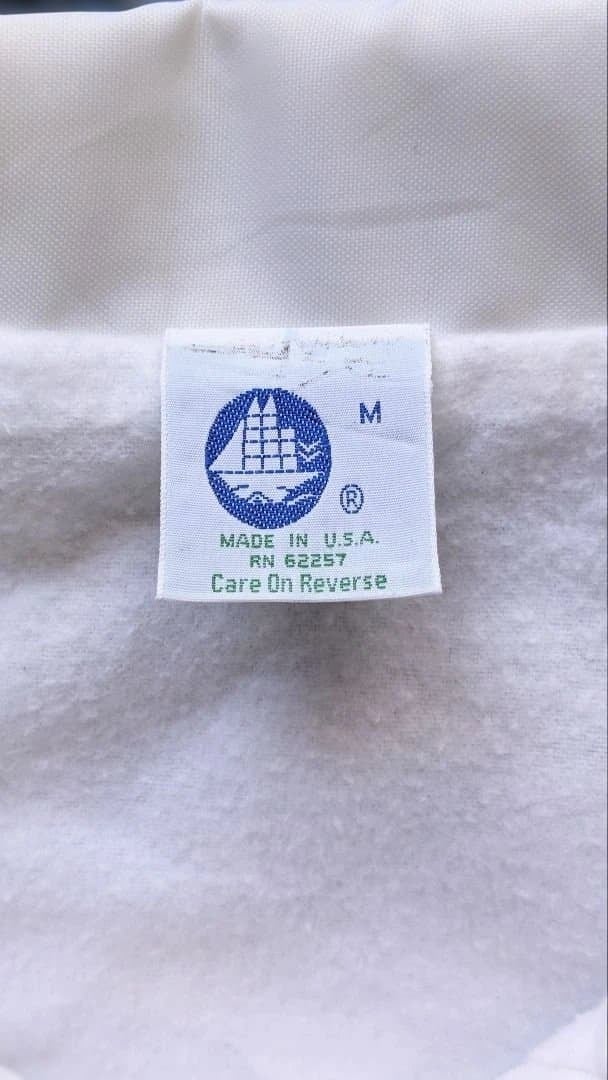 M
®
MADE IN U.S.A.
RN 62257
Care On Reverse